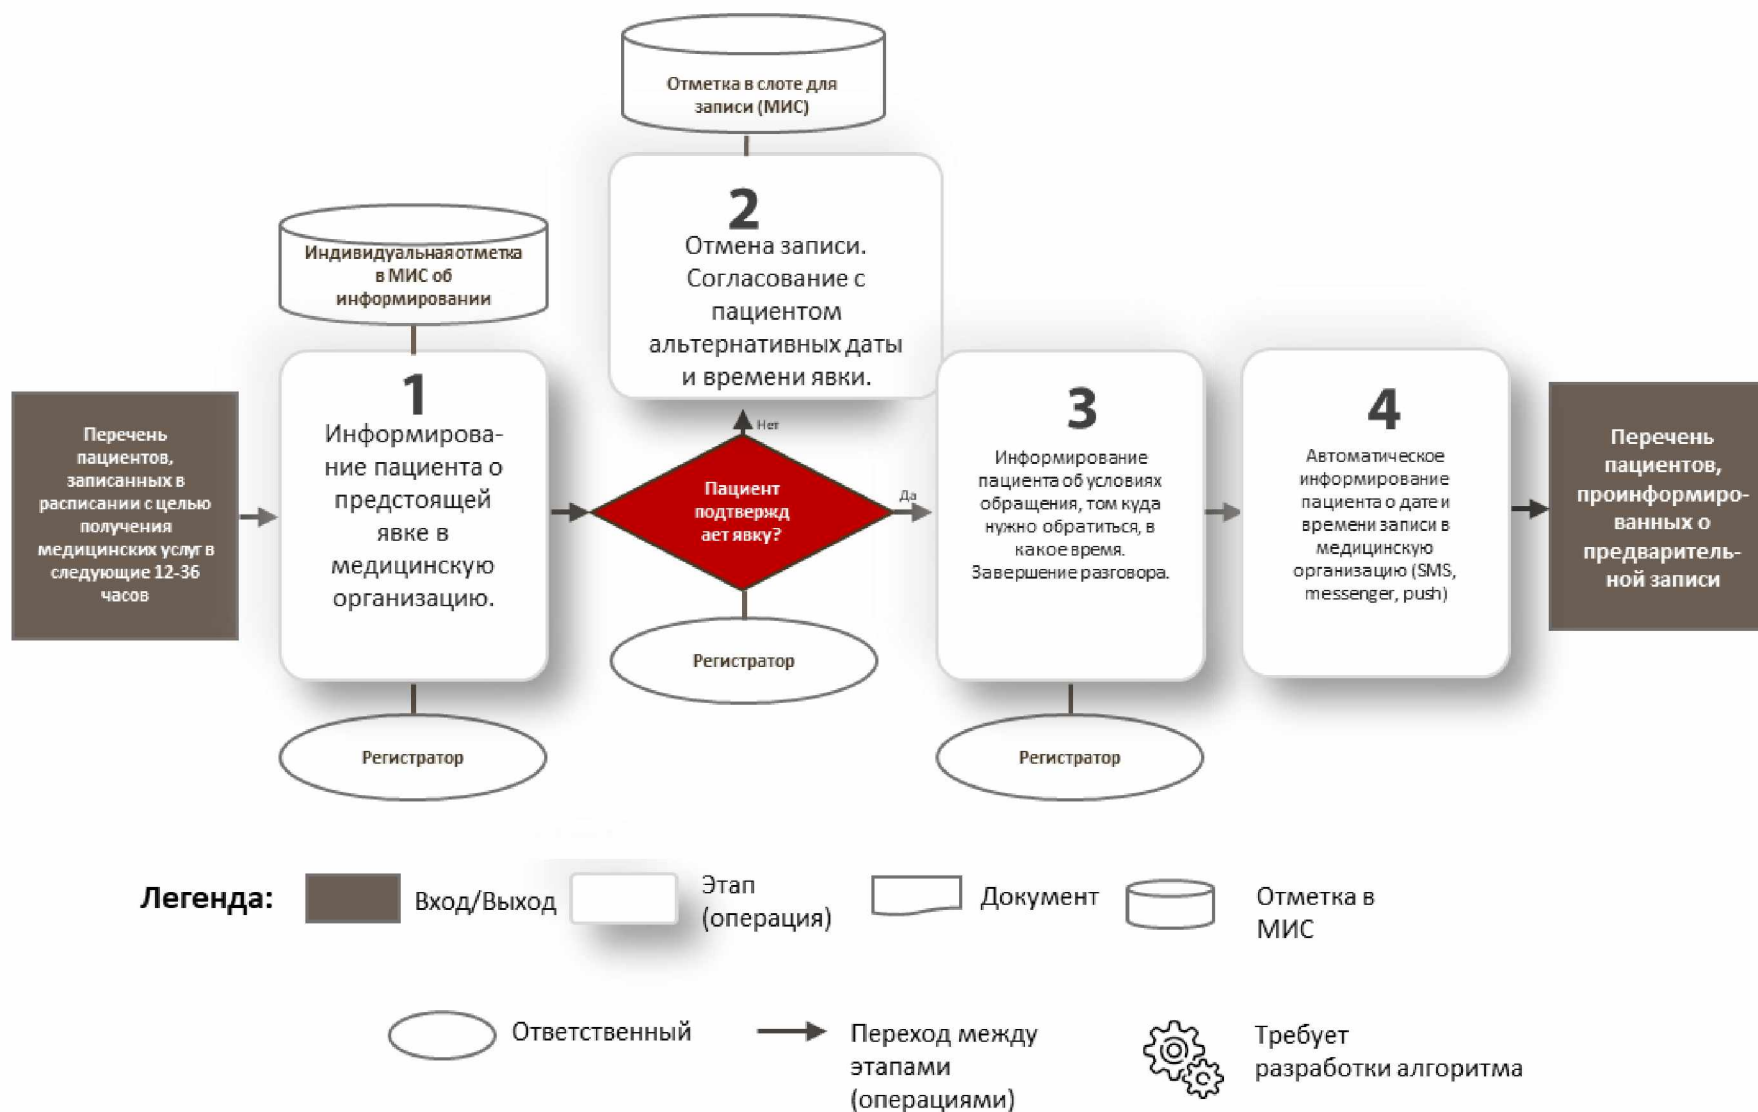 Отметка в слоте для
записи (МИС)
Индивидуальная отметка
в МИС об
информировании
2
Отмена записи.
Согласование с
пациентом
альтернативных даты
и времени явки.
Перечень
пациентов,
записанных в
расписании с целью
получения
медицинских услуг в
следующие 12-36
часов
1
Информирова-
ние пациента о
предстоящей
явке в
медицинскую
организацию.
Нет
Пациент
подтвержд
ает явку?
Да
Регистратор
Регистратор
3
Информирование
пациента об условиях
обращения, том куда
нужно обратиться, в
какое время.
Завершение разговора.
Регистратор
4
Автоматическое
информирование
пациента о дате и
времени записи в
медицинскую
организацию (SMS,
messenger, push)
Перечень
пациентов,
проинформиро-
ванных о
предваритель-
ной записи
Легенда:
Вход/Выход
Этап
(операция)
Документ
Отметка в
МИС
Ответственный
Переход между
этапами
(операциями)
Требует
разработки алгоритма